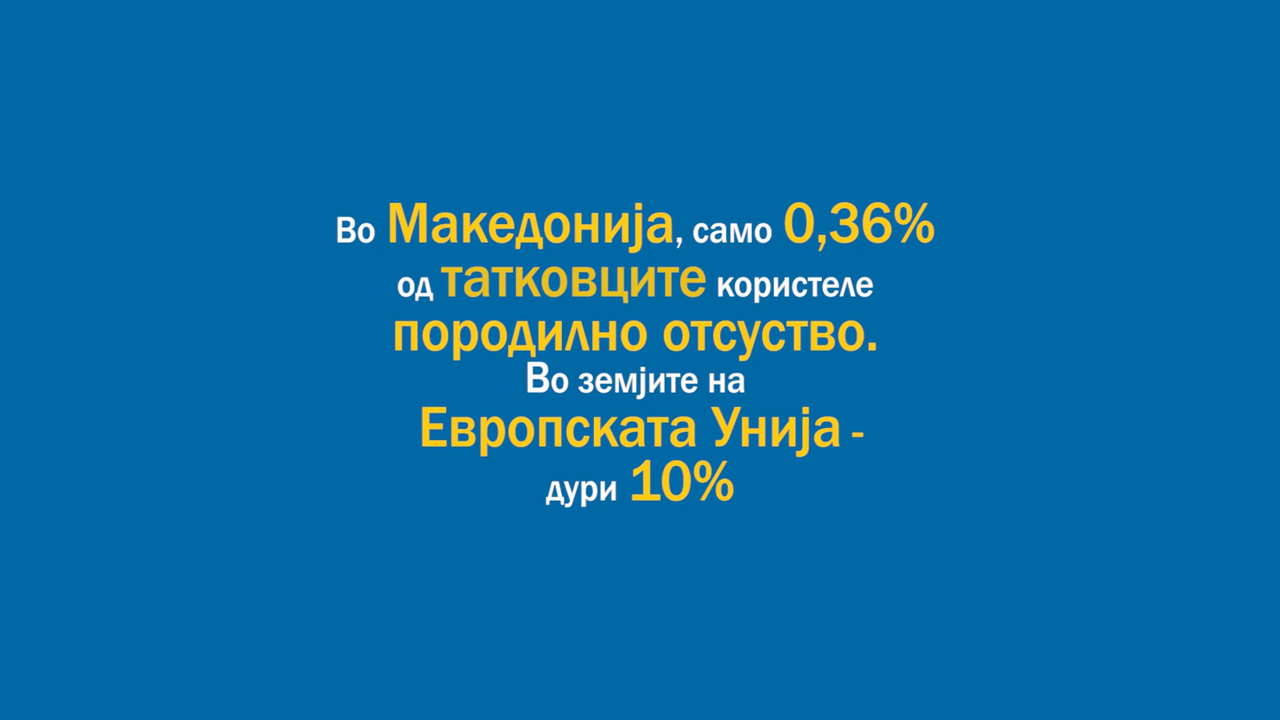 Во Македонија, само 0,36%
од татковците користеле
породилно отсуство.
Во земјите на
Европската Унија -
дури 10%